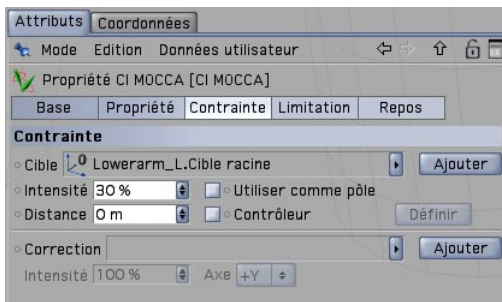 Attributs Coordonnées
Mode Edition Données utilisateur
Propriété CI MOCCA [CI MOCCA]
Base Propriété Contrainte Limitation Repos
Contrainte
Cible Lowerarm_L.Cible racine Ajouter
Intensité 30 % Utiliser comme pôle
Distance 0 m Contrôleur Définir
Correction Ajouter
Intensité 100 % Axe +Y